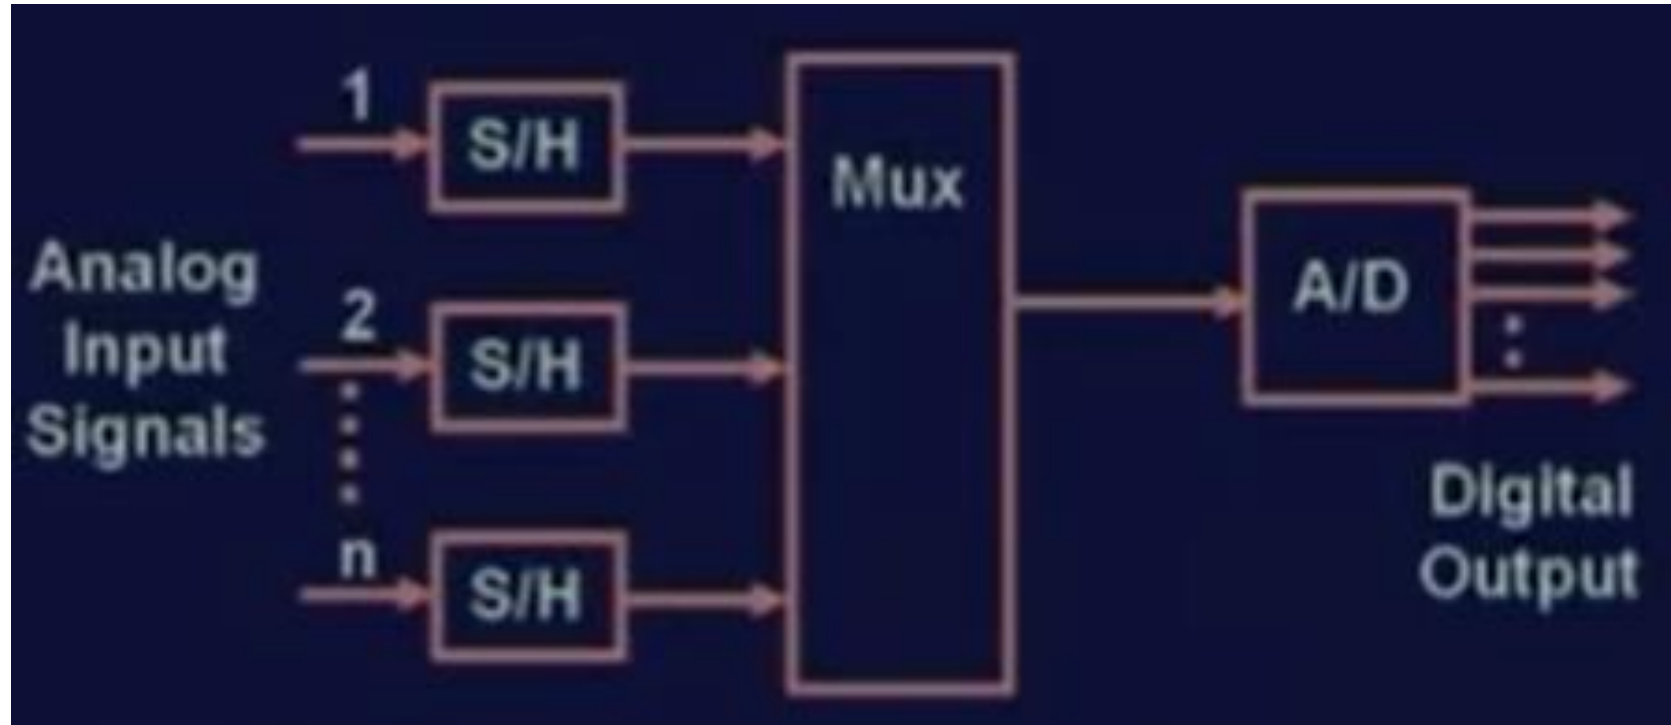 Analog
Input
Signals
1
S/H
2
S/H
n
S/H
Mux
A/D
Digital
Output